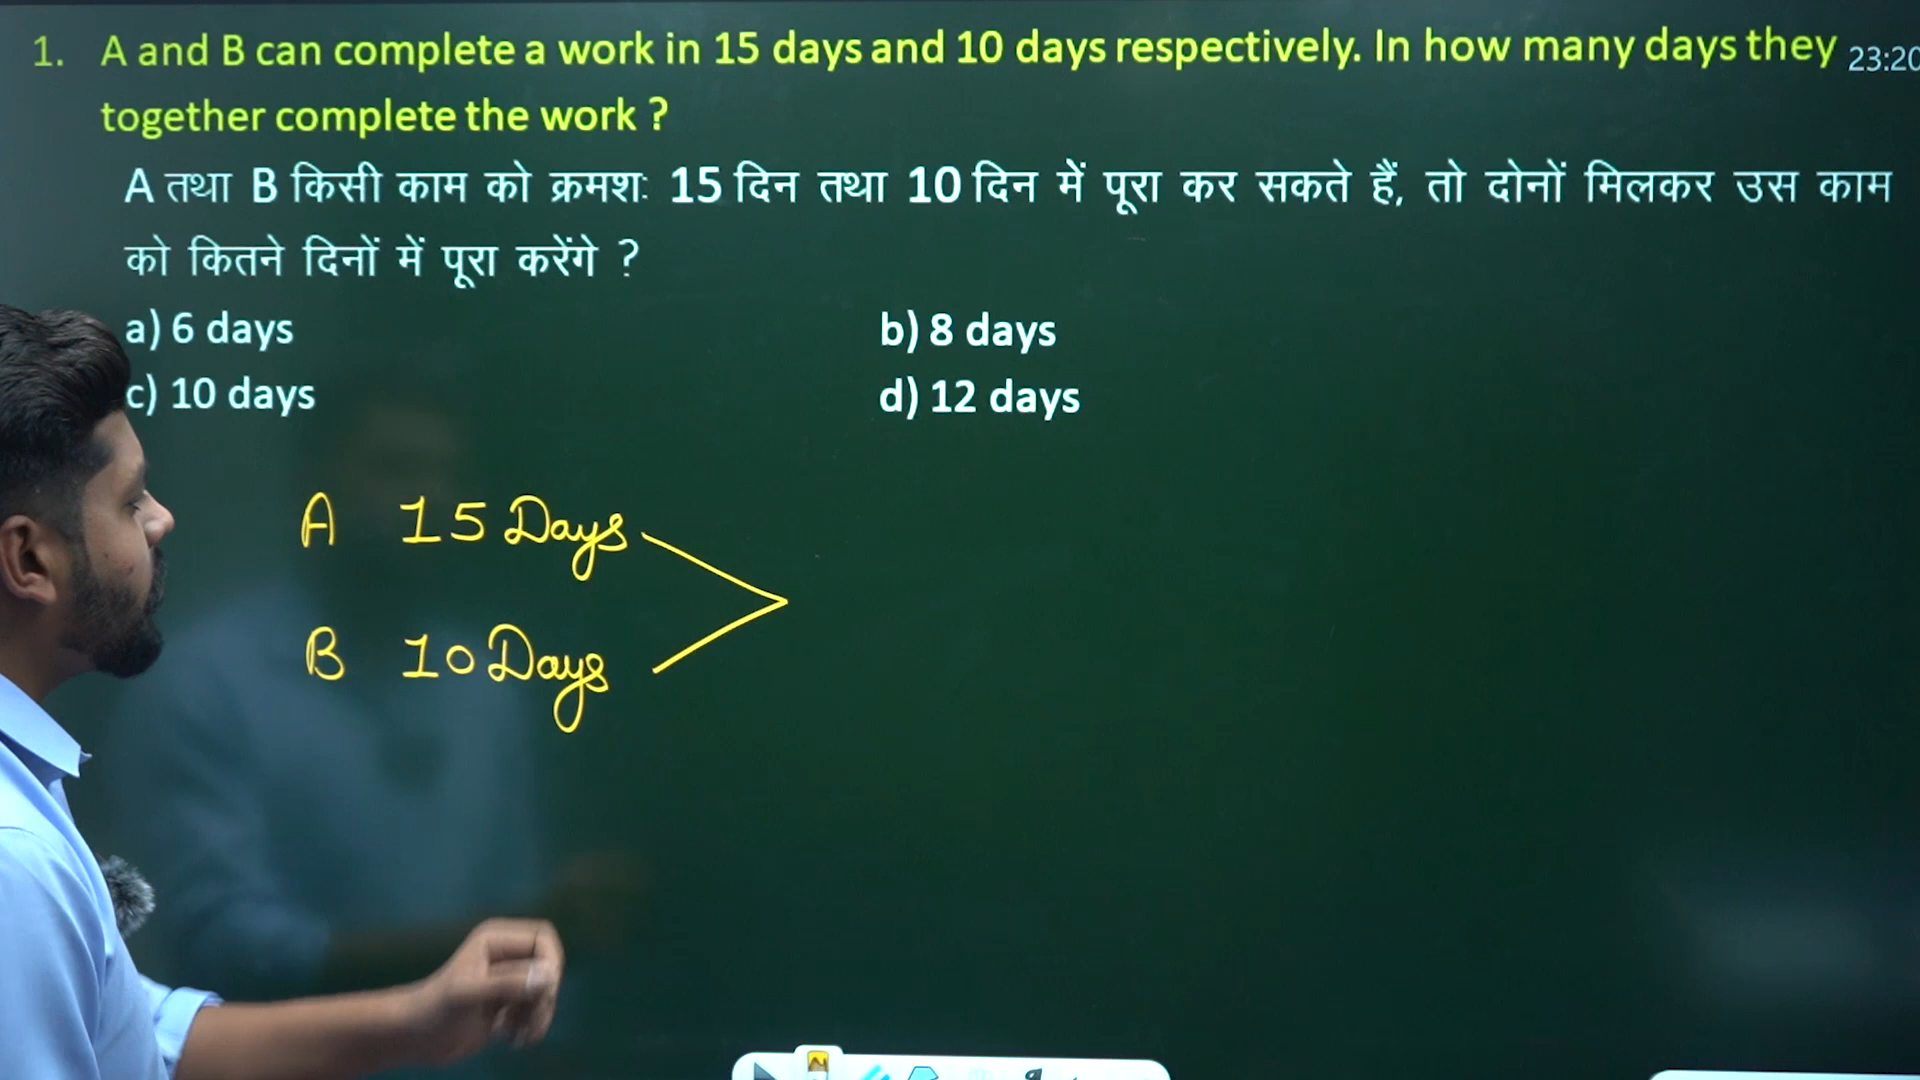 1. A and B can complete a work in 15 days and 10 days respectively. In how many days they
23:20
together complete the work ?
A तथा B किसी काम को क्रमशः 15 दिन तथा 10 दिन में पूरा कर सकते हैं, तो दोनों मिलकर उस काम
को कितने दिनों में पूरा करेंगे ?
a) 6 days b) 8 days
c) 10 days d) 12 days
A 15 Days
B 10 Days